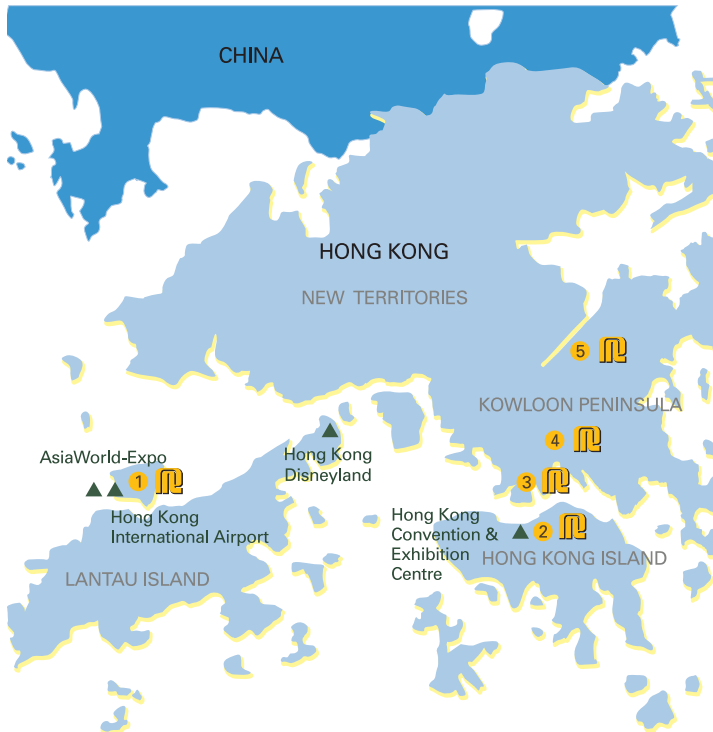 CHINA
HONG KONG
NEW TERRITORIES
5
KOWLOON PENINSULA
4
AsiaWorld-Expo
1
Hong Kong
Disneyland
3
Hong Kong
International Airport
Hong Kong
Convention &
Exhibition
Centre
2
HONG KONG ISLAND
LANTAU ISLAND